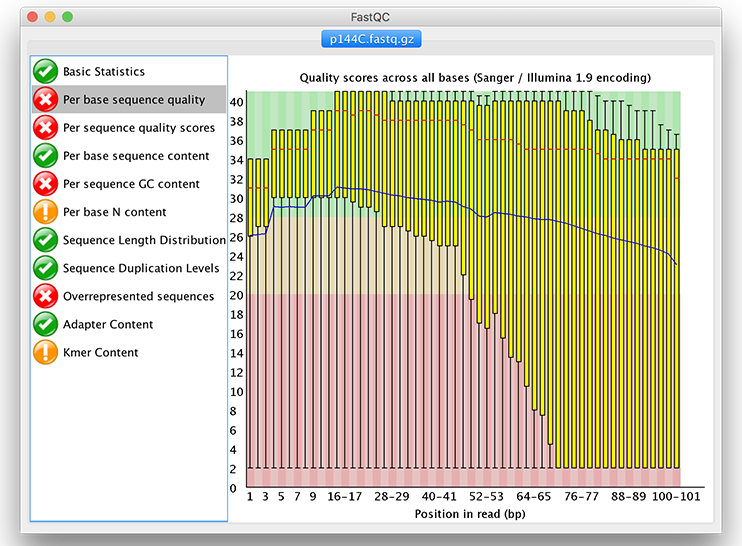 FastQC
p144C.fastq.gz
Basic Statistics
Per base sequence quality
Per sequence quality scores
Per base sequence content
Per sequence GC content
Per base N content
Sequence Length Distribution
Sequence Duplication Levels
Overrepresented sequences
Adapter Content
Kmer Content
Quality scores across all bases (Sanger / Illumina 1.9 encoding)
40
38
36
34
32
30
28
26
24
22
20
18
16
14
12
10
8
6
4
2
0
1 3 5 7 9 16-17 28-29 40-41 52-53 64-65 76-77 88-89 100-101
Position in read (bp)